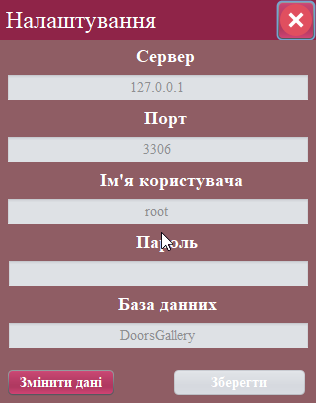 Налаштування
Сервер
127.0.0.1
Порт
3306
Ім'я користувача
root
Пароль
База данних
DoorsGallery
Змінити дані
Зберегти